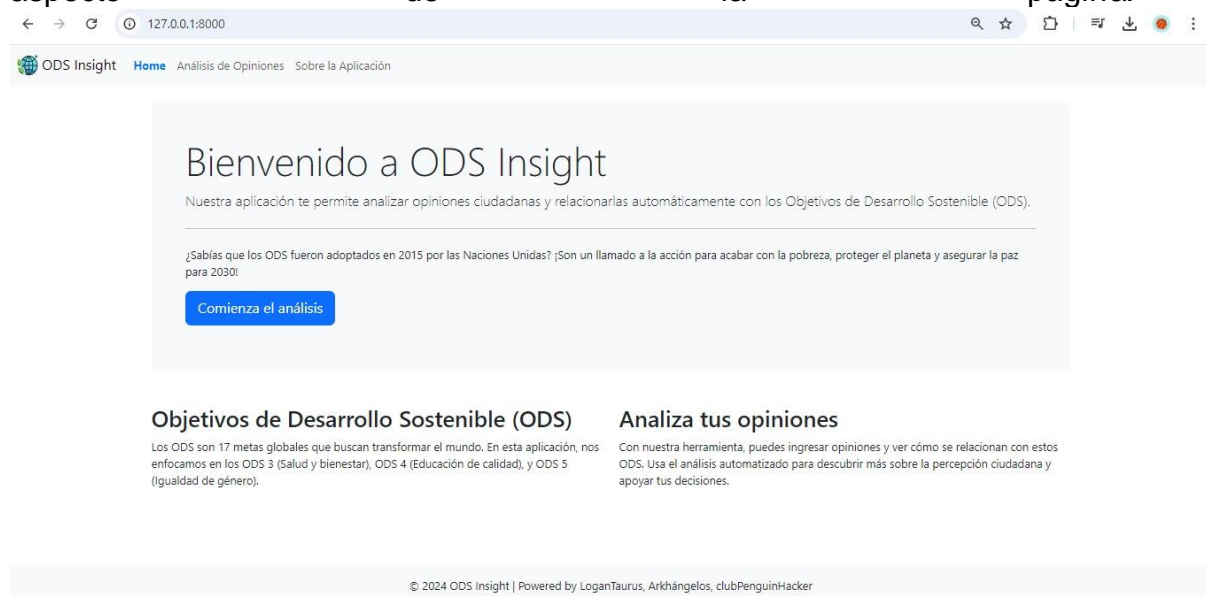 aspecto de la página.
127.0.0.1:8000
ODS Insight Home Análisis de Opiniones Sobre la Aplicación
Bienvenido a ODS Insight
Nuestra aplicación te permite analizar opiniones ciudadanas y relacionarlas automáticamente con los Objetivos de Desarrollo Sostenible (ODS).
¿Sabías que los ODS fueron adoptados en 2015 por las Naciones Unidas? ¡Son un llamado a la acción para acabar con la pobreza, proteger el planeta y asegurar la paz
para 2030!
Comienza el análisis
Objetivos de Desarrollo Sostenible (ODS)
Los ODS son 17 metas globales que buscan transformar el mundo. En esta aplicación, nos
enfocamos en los ODS 3 (Salud y bienestar), ODS 4 (Educación de calidad), y ODS 5
(Igualdad de género).
Analiza tus opiniones
Con nuestra herramienta, puedes ingresar opiniones y ver cómo se relacionan con estos
ODS. Usa el análisis automatizado para descubrir más sobre la percepción ciudadana y
apoyar tus decisiones.
© 2024 ODS Insight | Powered by LoganTaurus, Arkhángelos, clubPenguinHacker